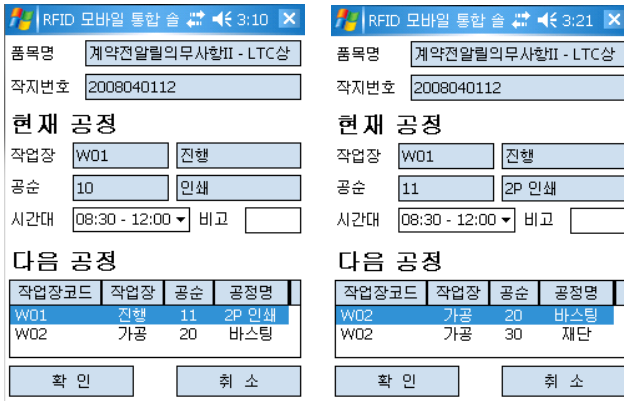 RFID 모바일 통합 솔 3:10
품목명 계약전알릴의무사항II - LTC상
작지번호 2008040112
현재 공정
작업장 W01 진행
공순 10 인쇄
시간대 08:30 - 12:00 비고
다음 공정
작업장코드 작업장 공순 공정명
W01 진행 11 2P 인쇄
W02 가공 20 바스팅
확 인 취 소
RFID 모바일 통합 솔 3:21
품목명 계약전알릴의무사항II - LTC상
작지번호 2008040112
현재 공정
작업장 W01 진행
공순 11 2P 인쇄
시간대 08:30 - 12:00 비고
다음 공정
작업장코드 작업장 공순 공정명
W02 가공 20 바스팅
W02 가공 30 재단
확 인 취 소